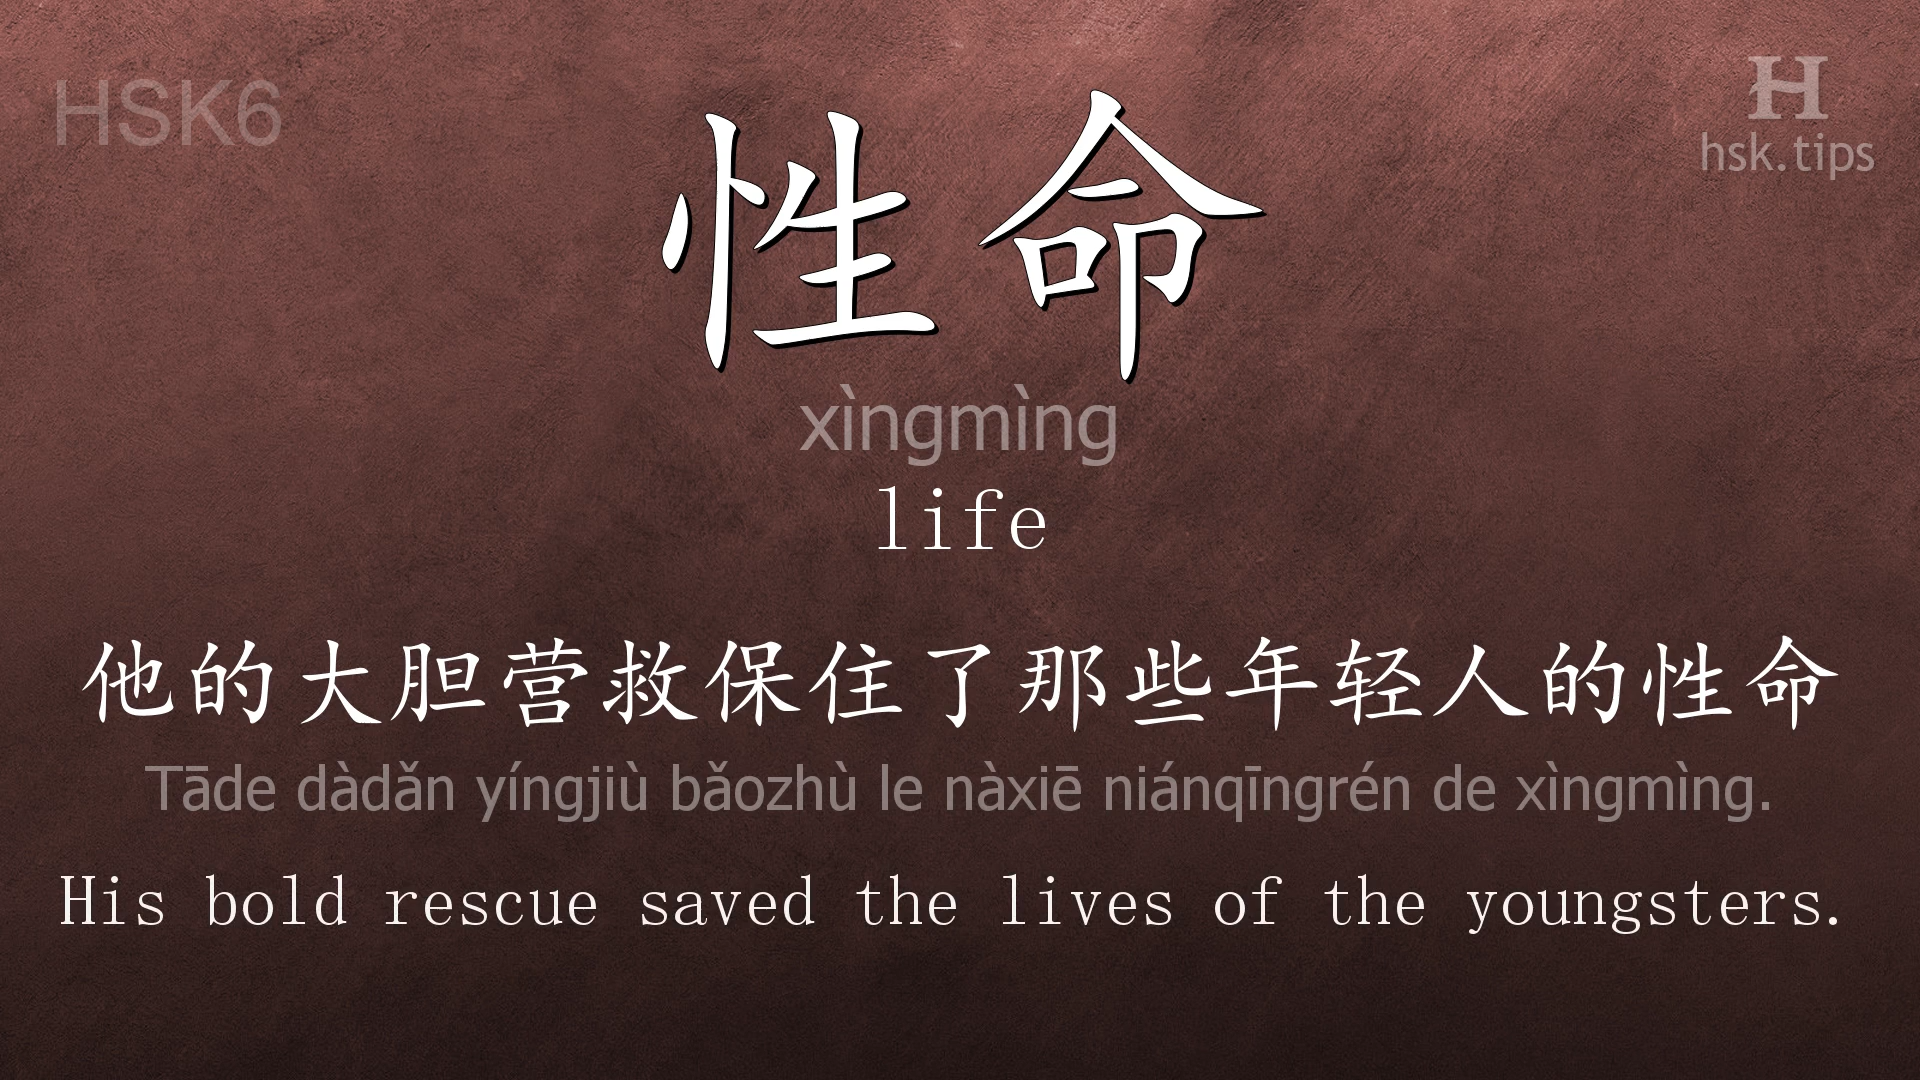 HSK6
H
hsk.tips
性命
xìngmìng
life
他的大胆营救保住了那些年轻人的性命
Tāde dàdǎn yíngjiù bǎozhù le nàxiē niánqīngrén de xìngmìng.
His bold rescue saved the lives of the youngsters.